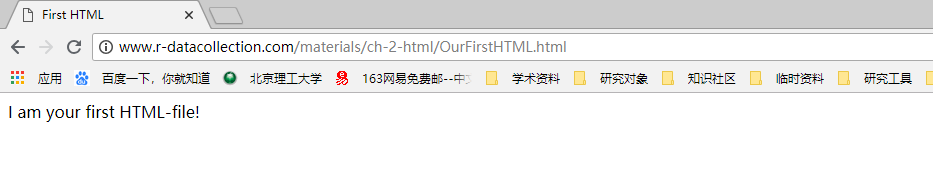 First HTML
www.r-datacollection.com/materials/ch-2-html/OurFirstHTML.html
应用 百度一下，你就知道 北京理工大学 易 163网易免费邮--中文 学术资料 研究对象 知识社区 临时资料 研究工具
I am your first HTML-file!